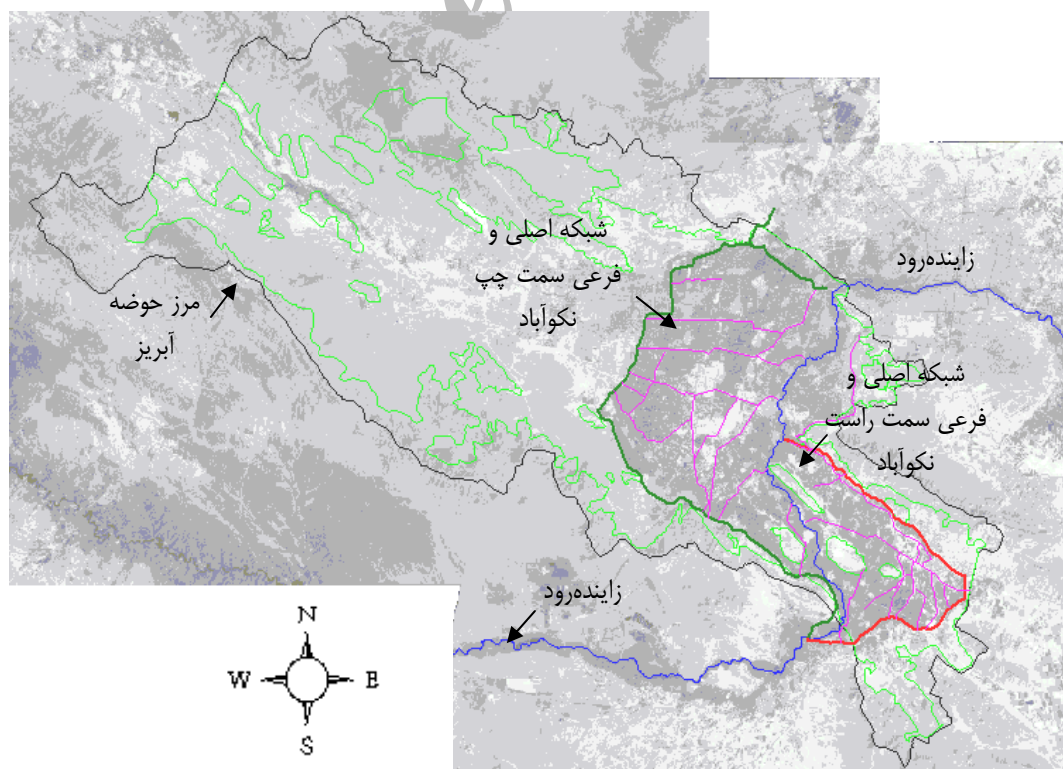 شبکه اصلی و
فرعی سمت چپ
نکوآباد
زاینده‌رود
مرز حوضه
آبریز
شبکه اصلی و
فرعی سمت راست
نکوآباد
زاینده‌رود
N
W E
S